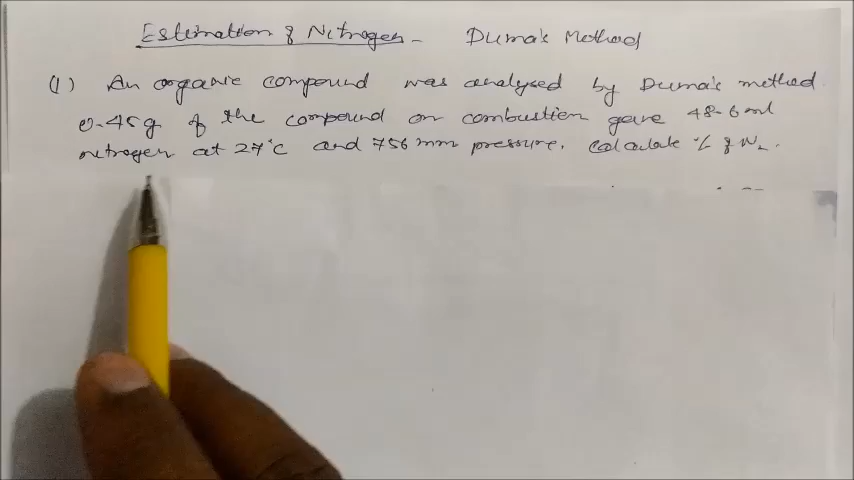 Estimation of Nitrogen - Duma's Method
(1) An organic compound was analysed by Duma's method.
0.45g of the compound on combustion gave 48.6 ml
nitrogen at 27°C and 756 mm pressure. Calculate % of N₂.